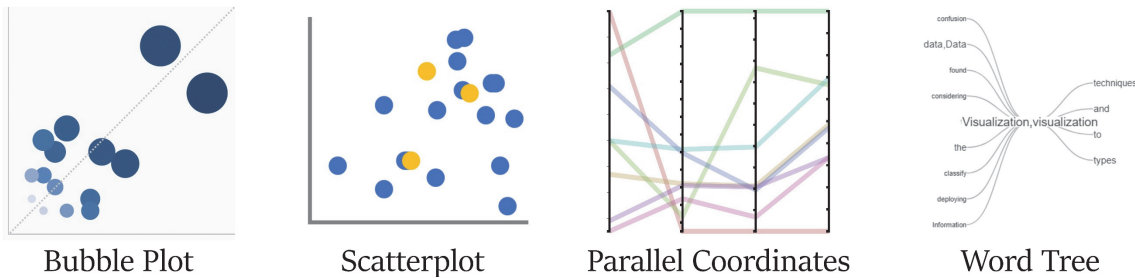 confusion
data,Data
found
considering
the
classify
deploying
Information
Visualization,visualization
techniques
and
to
types
Bubble Plot
Scatterplot
Parallel Coordinates
Word Tree